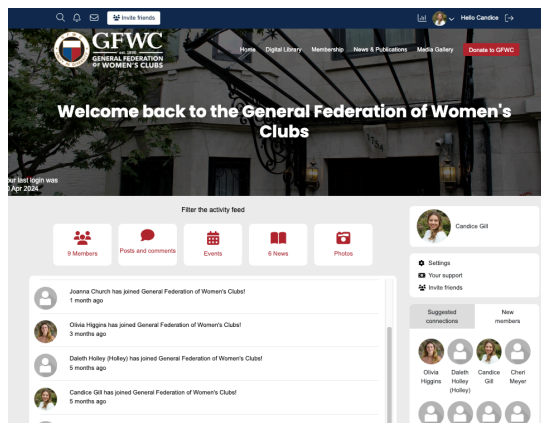 Invite friends
Hello Candice
GFWC
est. 1890
GENERAL FEDERATION
OF WOMEN'S CLUBS
Home Digital Library Membership News & Publications Media Gallery Donate to GFWC
Welcome back to the General Federation of Women's
Clubs
our last login was
Apr 2024
1734
Filter the activity feed
9 Members
Posts and comments
Events
6 News
Photos
Joanna Church has joined General Federation of Women's Clubs!
1 month ago
Olivia Higgins has joined General Federation of Women's Clubs!
3 months ago
Daleth Holley (Holley) has joined General Federation of Women's Clubs!
5 months ago
Candice Gill has joined General Federation of Women's Clubs!
5 months ago
Candice Gill
Settings
Your support
Invite friends
Suggested
connections
New
members
Olivia
Higgins
Daleth
Holley
(Holley)
Candice
Gill
Cheri
Meyer